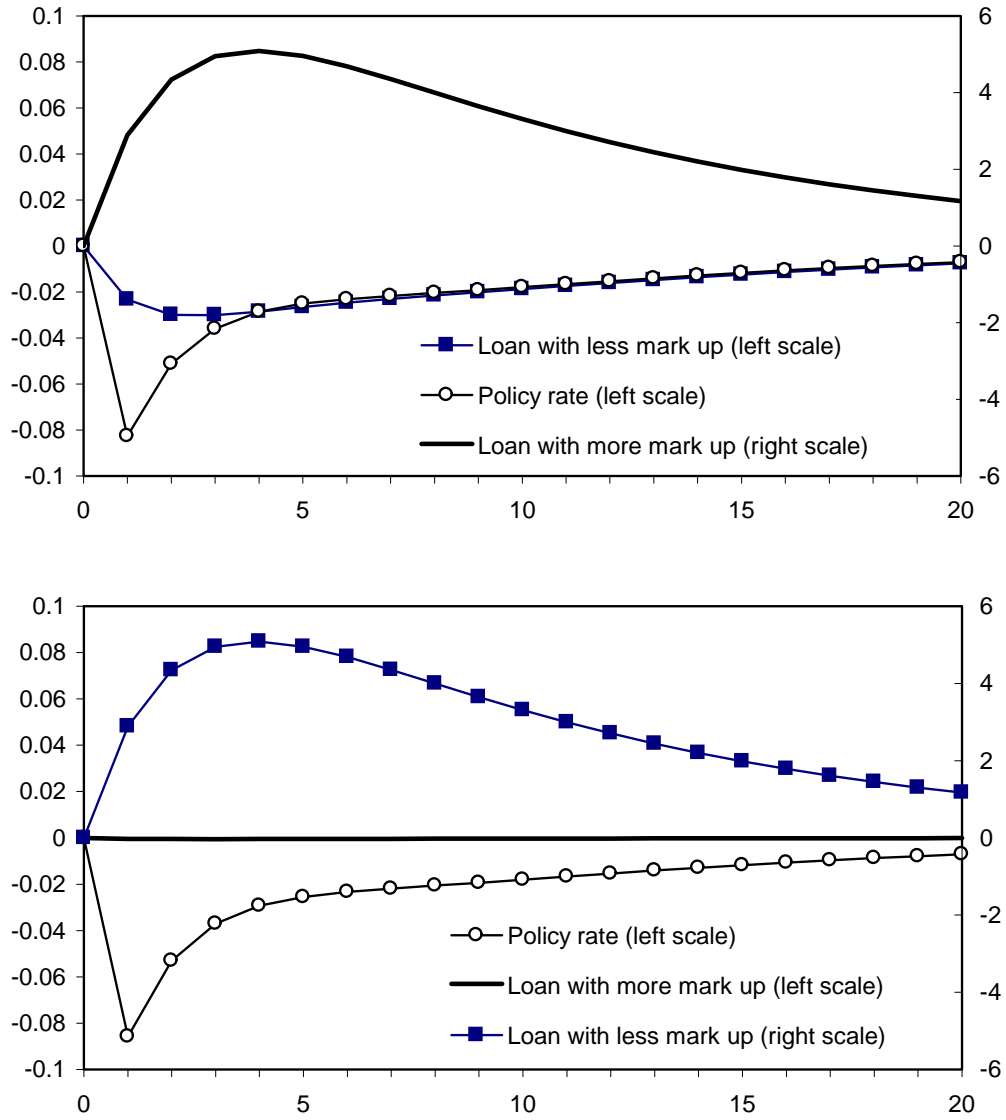 0.1 6
0.08
0.06 4
0.04
0.02 2
0 0
-0.02
-0.04 -2
-0.06
-0.08 -4
-0.1 -6
Loan with less mark up (left scale)
Policy rate (left scale)
Loan with more mark up (right scale)
0 5 10 15 20
0.1 6
0.08
0.06 4
0.04
0.02 2
0 0
-0.02
-0.04 -2
-0.06
-0.08 -4
-0.1 -6
Policy rate (left scale)
Loan with more mark up (left scale)
Loan with less mark up (right scale)
0 5 10 15 20